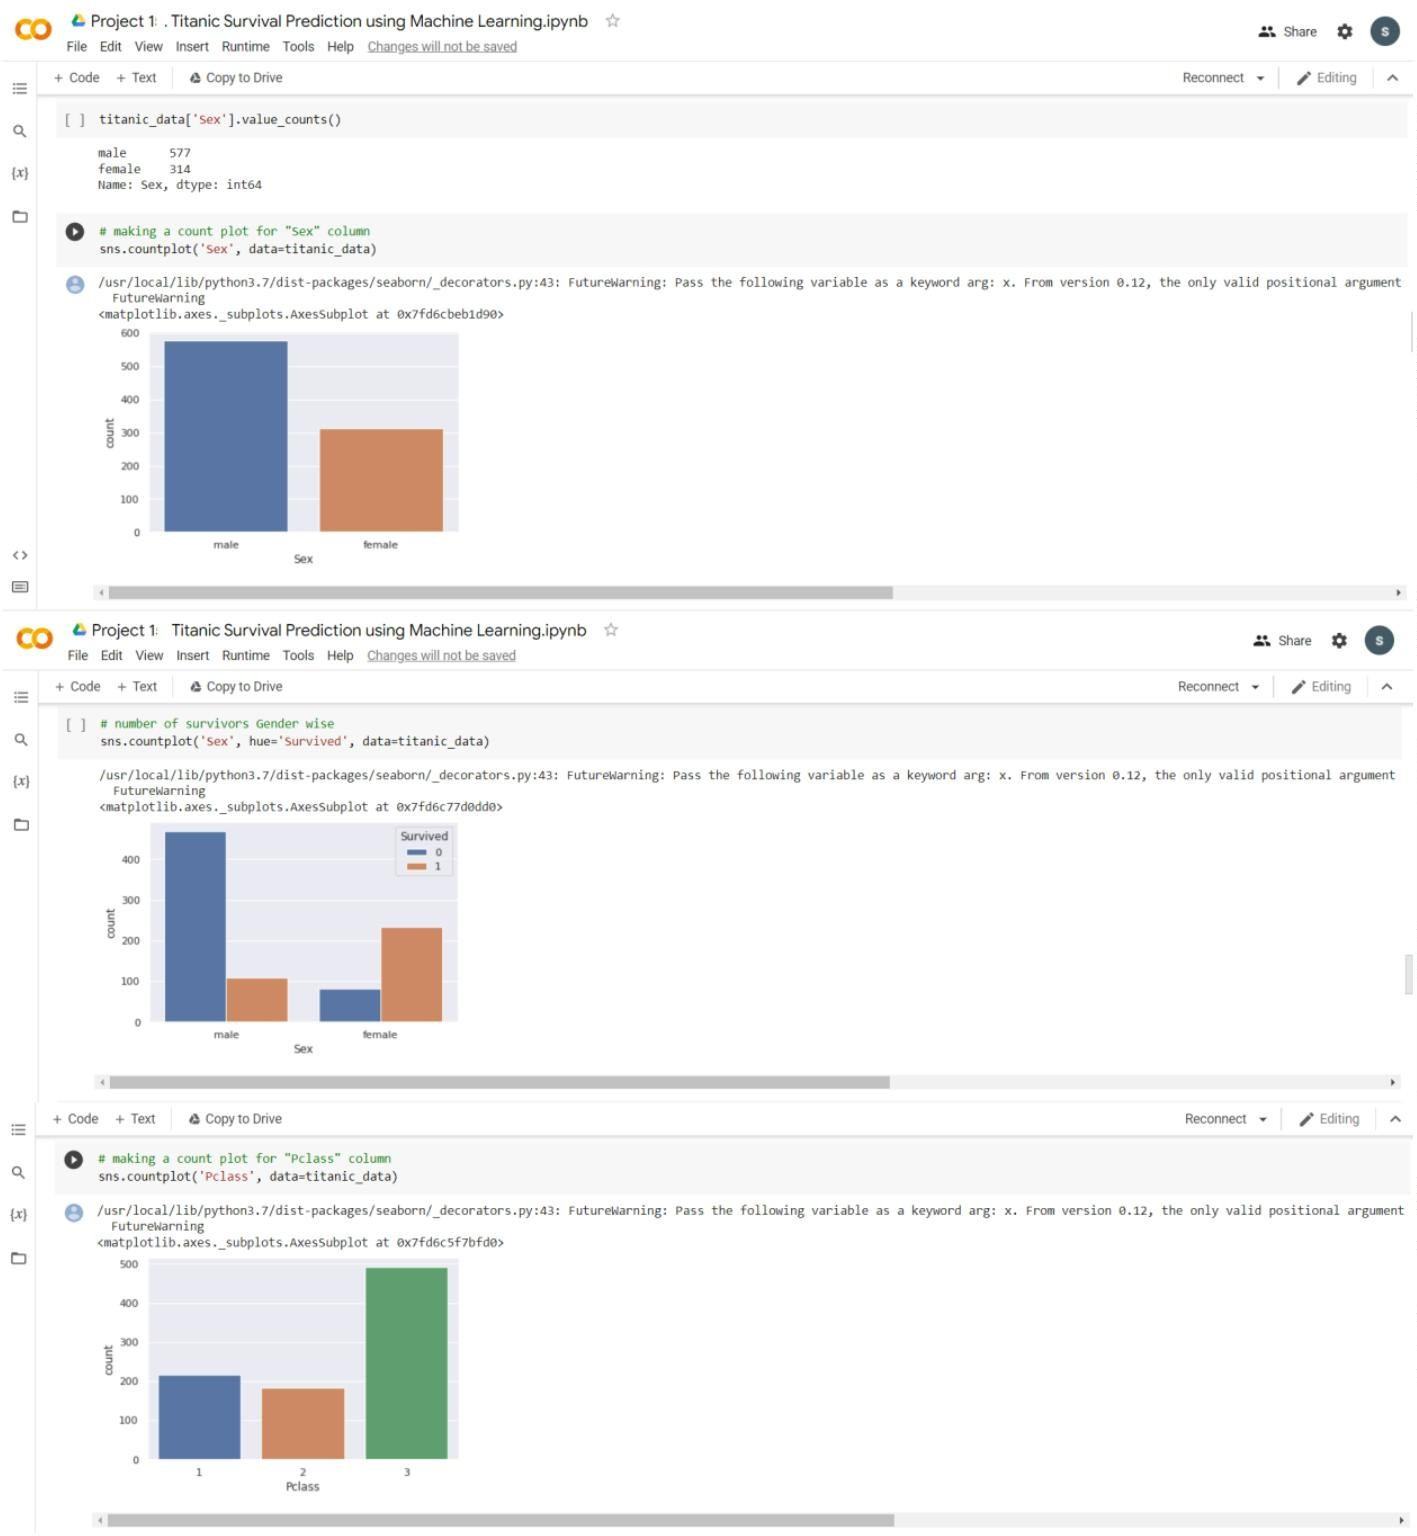 Project 1: . Titanic Survival Prediction using Machine Learning.ipynb
Share
S
File Edit View Insert Runtime Tools Help Changes will not be saved
+ Code + Text Copy to Drive Reconnect Editing
[ ] titanic_data['Sex'].value_counts()
{x}
male 577
female 314
Name: Sex, dtype: int64
# making a count plot for "Sex" column
sns.countplot('Sex', data=titanic_data)
/usr/local/lib/python3.7/dist-packages/seaborn/_decorators.py:43: FutureWarning: Pass the following variable as a keyword arg: x. From version 0.12, the only valid positional argument
FutureWarning
<matplotlib.axes._subplots.AxesSubplot at 0x7fd6cbeb1d90>
600
500
400
300
200
100
0
count
male female
Sex
Project 1: Titanic Survival Prediction using Machine Learning.ipynb
Share
S
File Edit View Insert Runtime Tools Help Changes will not be saved
+ Code + Text Copy to Drive Reconnect Editing
[ ] # number of survivors Gender wise
sns.countplot('Sex', hue='Survived', data=titanic_data)
{x}
/usr/local/lib/python3.7/dist-packages/seaborn/_decorators.py:43: FutureWarning: Pass the following variable as a keyword arg: x. From version 0.12, the only valid positional argument
FutureWarning
<matplotlib.axes._subplots.AxesSubplot at 0x7fd6c77d0dd0>
Survived
0
1
400
300
200
100
0
count
male female
Sex
+ Code + Text Copy to Drive Reconnect Editing
# making a count plot for "Pclass" column
sns.countplot('Pclass', data=titanic_data)
{x}
/usr/local/lib/python3.7/dist-packages/seaborn/_decorators.py:43: FutureWarning: Pass the following variable as a keyword arg: x. From version 0.12, the only valid positional argument
FutureWarning
<matplotlib.axes._subplots.AxesSubplot at 0x7fd6c5f7bfd0>
500
400
300
200
100
0
count
1 2 3
Pclass